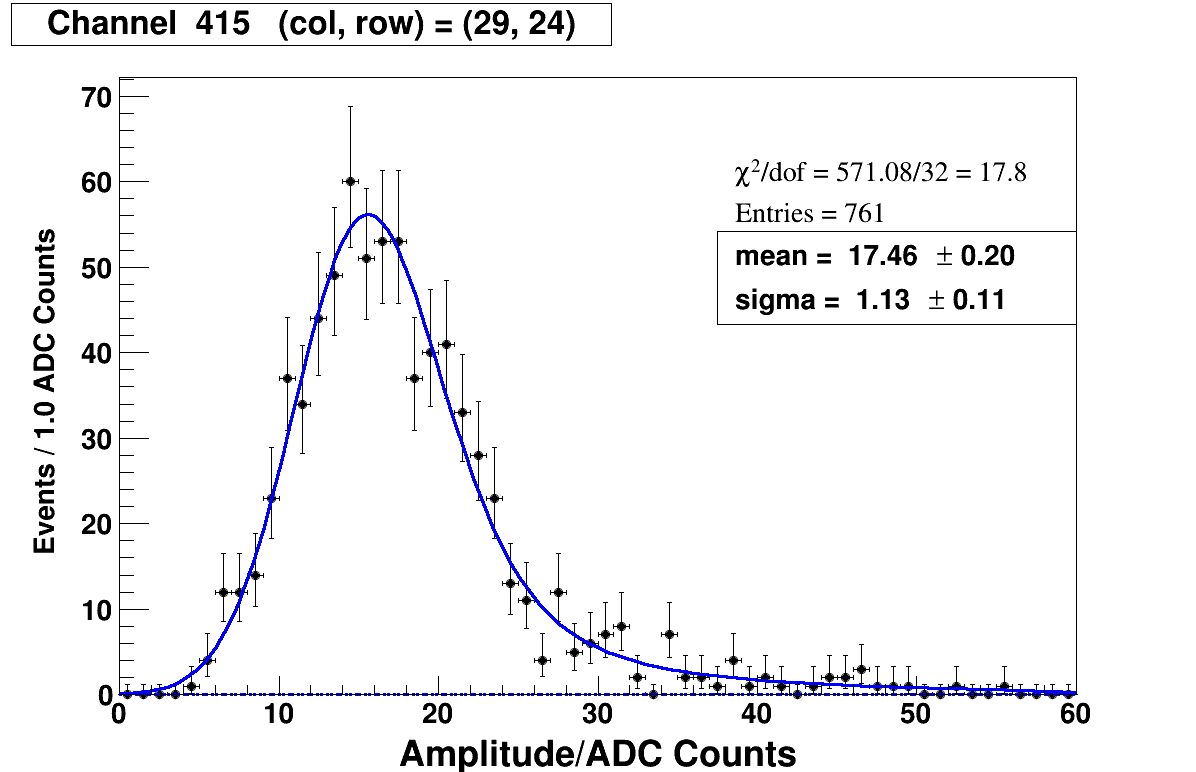 Channel 415 (col, row) = (29, 24)
70
60
50
40
30
20
10
0
Events / 1.0 ADC Counts
χ²/dof = 571.08/32 = 17.8
Entries = 761
mean = 17.46 ± 0.20
sigma = 1.13 ± 0.11
0 10 20 30 40 50 60
Amplitude/ADC Counts